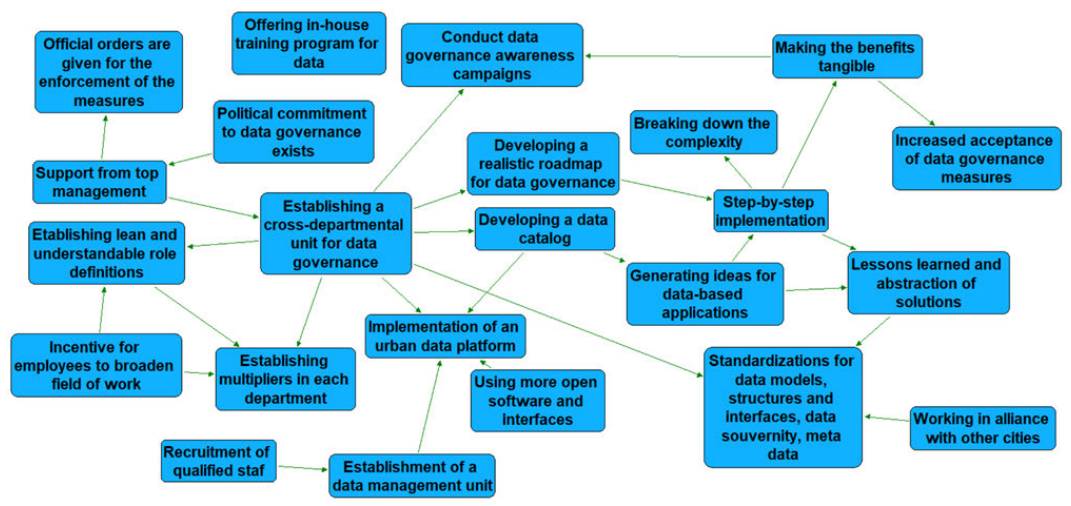 Official orders are
given for the
enforcement of the
measures
Offering in-house
training program for
data
Conduct data
governance awareness
campaigns
Making the benefits
tangible
Political commitment
to data governance
exists
Breaking down the
complexity
Increased acceptance
of data governance
measures
Support from top
management
Developing a
realistic roadmap
for data governance
Establishing a
cross-departmental
unit for data
governance
Step-by-step
implementation
Developing a data
catalog
Etablishing lean and
understandable role
definitions
Generating ideas for
data-based
applications
Lessons learned and
abstraction of
solutions
Implementation of an
urban data platform
Incentive for
employees to broaden
field of work
Establishing
multipliers in each
department
Using more open
software and
interfaces
Standardizations for
data models,
structures and
interfaces, data
souvernity, meta
data
Working in alliance
with other cities
Recruitment of
qualified staf
Establishment of a
data management unit